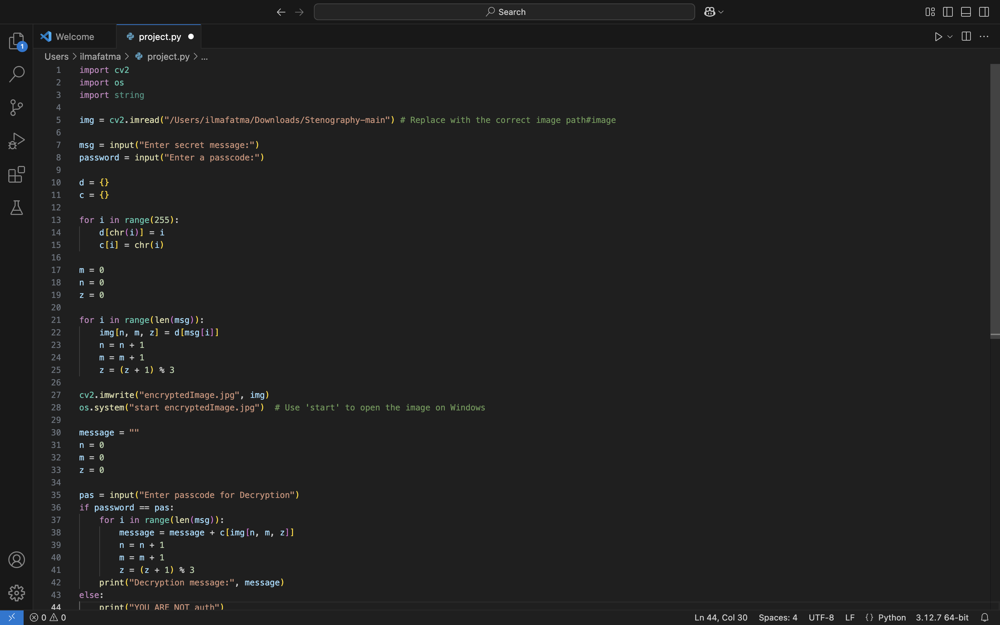 Search
Welcome
project.py
1
Users > ilmafatma > project.py > ...
1 import cv2
2 import os
3 import string
4
5 img = cv2.imread("/Users/ilmafatma/Downloads/Stenography-main") # Replace with the correct image path#image
6
7 msg = input("Enter secret message:")
8 password = input("Enter a passcode:")
9
10 d = {}
11 c = {}
12
13 for i in range(255):
14     d[chr(i)] = i
15     c[i] = chr(i)
16
17 m = 0
18 n = 0
19 z = 0
20
21 for i in range(len(msg)):
22     img[n, m, z] = d[msg[i]]
23     n = n + 1
24     m = m + 1
25     z = (z + 1) % 3
26
27 cv2.imwrite("encryptedImage.jpg", img)
28 os.system("start encryptedImage.jpg")  # Use 'start' to open the image on Windows
29
30 message = ""
31 n = 0
32 m = 0
33 z = 0
34
35 pas = input("Enter passcode for Decryption")
36 if password == pas:
37     for i in range(len(msg)):
38         message = message + c[img[n, m, z]]
39         n = n + 1
40         m = m + 1
41         z = (z + 1) % 3
42     print("Decryption message:", message)
43 else:
44     print("YOU ARE NOT auth")
0 0 Ln 44, Col 30 Spaces: 4 UTF-8 LF {} Python 3.12.7 64-bit